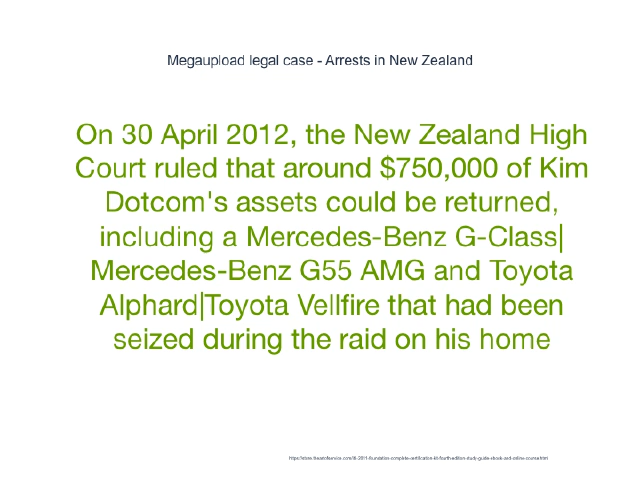 Megaupload legal case - Arrests in New Zealand
On 30 April 2012, the New Zealand High
Court ruled that around $750,000 of Kim
Dotcom's assets could be returned,
including a Mercedes-Benz G-Class|
Mercedes-Benz G55 AMG and Toyota
Alphard|Toyota Vellfire that had been
seized during the raid on his home